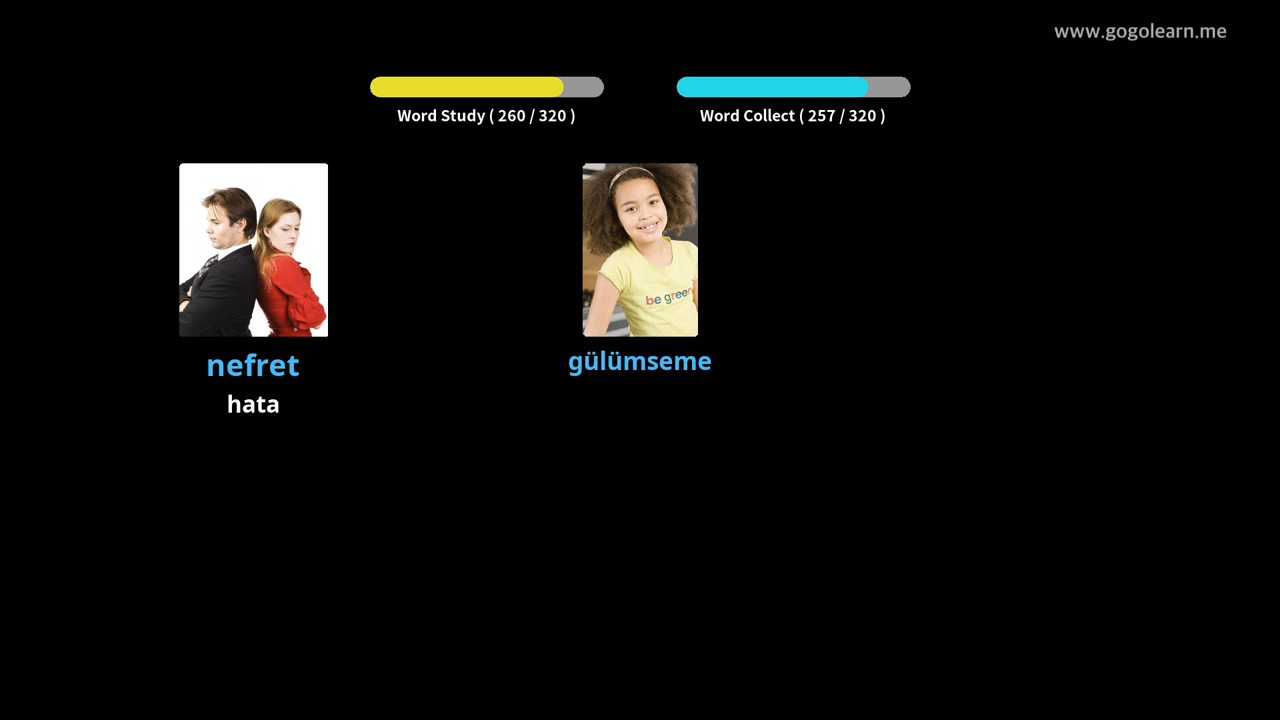 www.gogolearn.me
Word Study ( 260 / 320 )
Word Collect ( 257 / 320 )
be green
nefret
hata
gülümseme